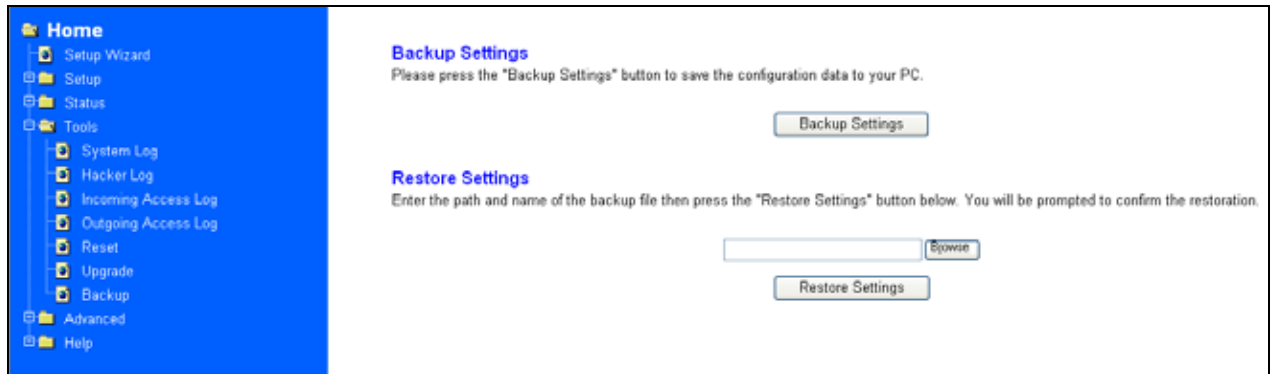 Home
Setup Wizard
Setup
Status
Tools
System Log
Hacker Log
Incoming Access Log
Outgoing Access Log
Reset
Upgrade
Backup
Advanced
Help
Backup Settings
Please press the "Backup Settings" button to save the configuration data to your PC.
Backup Settings
Restore Settings
Enter the path and name of the backup file then press the "Restore Settings" button below. You will be prompted to confirm the restoration.
Browse
Restore Settings